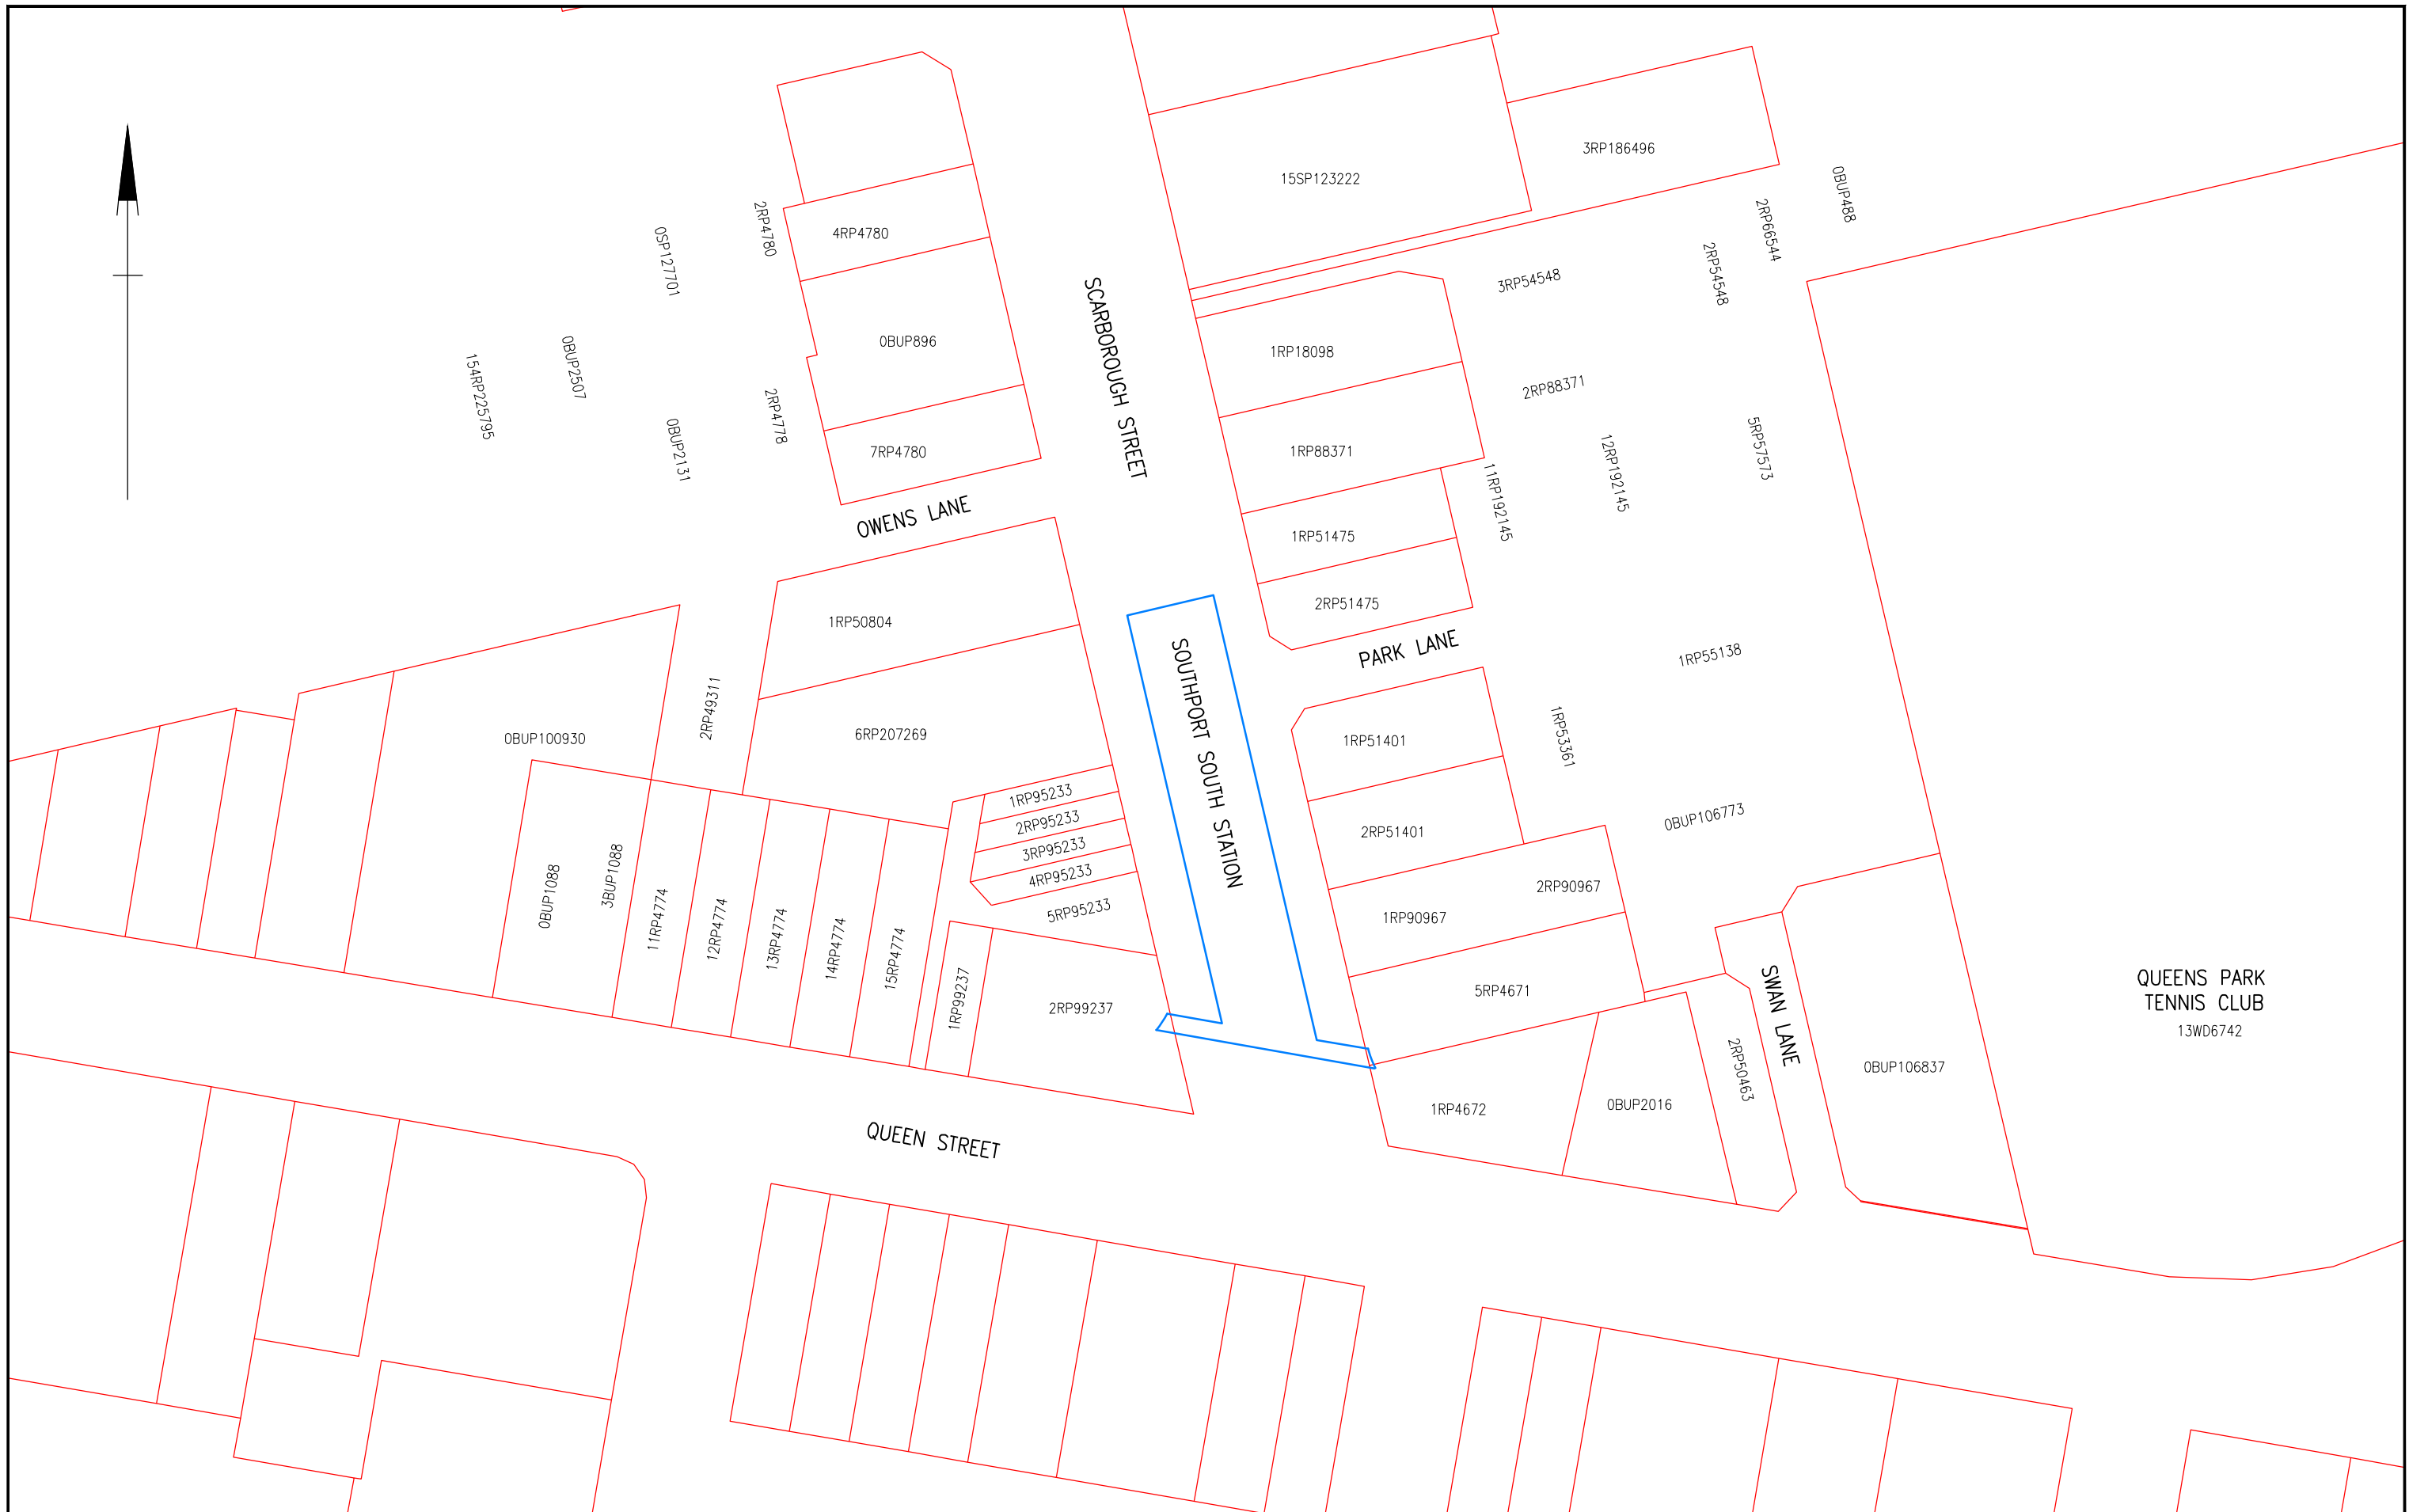 3RP186496
15SP123222
0BUP488
2RP66544
2RP54548
3RP54548
2RP4780
4RP4780
0SP127701
SCARBOROUGH STREET
0BUP896
1RP18098
0BUP2507
154RP225795
2RP88371
2RP4778
0BUP2131
7RP4780
1RP88371
5RP57573
12RP192145
11RP192145
OWENS LANE
1RP51475
2RP51475
1RP50804
PARK LANE
1RP55138
2RP49311
6RP207269
0BUP100930
SOUTHPORT SOUTH STATION
1RP51401
1RP53361
1RP95233
2RP95233
3RP95233
4RP95233
5RP95233
2RP51401
0BUP106773
0BUP1088
3BUP1088
11RP4774
12RP4774
13RP4774
14RP4774
15RP4774
2RP90967
1RP90967
1RP99237
2RP99237
5RP4671
SWAN LANE
QUEENS PARK
TENNIS CLUB
13WD6742
2RP50463
0BUP106837
1RP4672
0BUP2016
QUEEN STREET